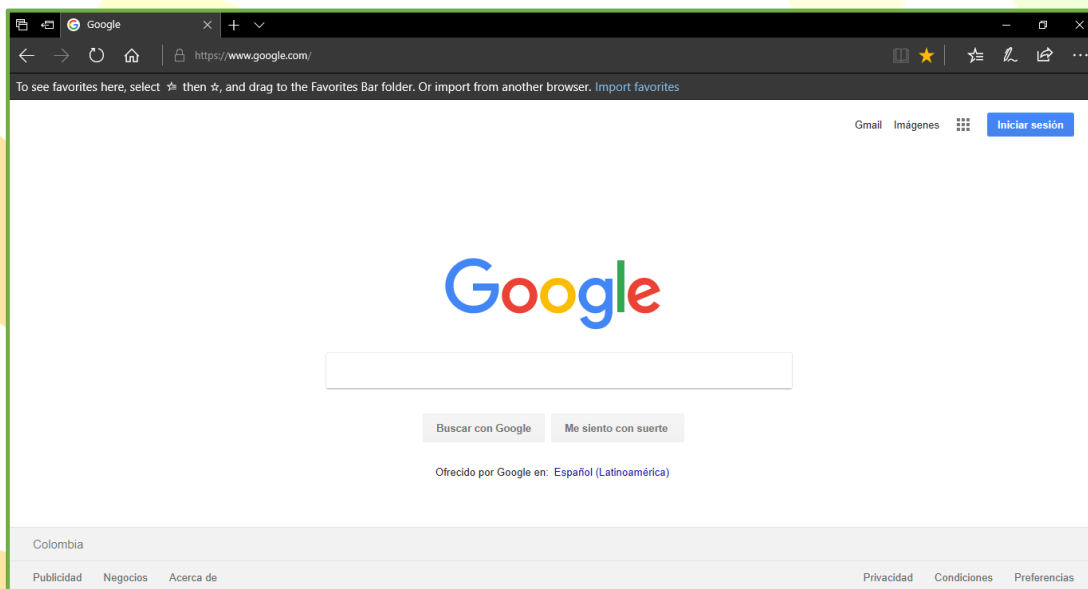 Google
https://www.google.com/
To see favorites here, select then , and drag to the Favorites Bar folder. Or import from another browser. Import favorites
Gmail Imágenes Iniciar sesión
Google
Buscar con Google Me siento con suerte
Ofrecido por Google en: Español (Latinoamérica)
Colombia
Publicidad Negocios Acerca de Privacidad Condiciones Preferencias